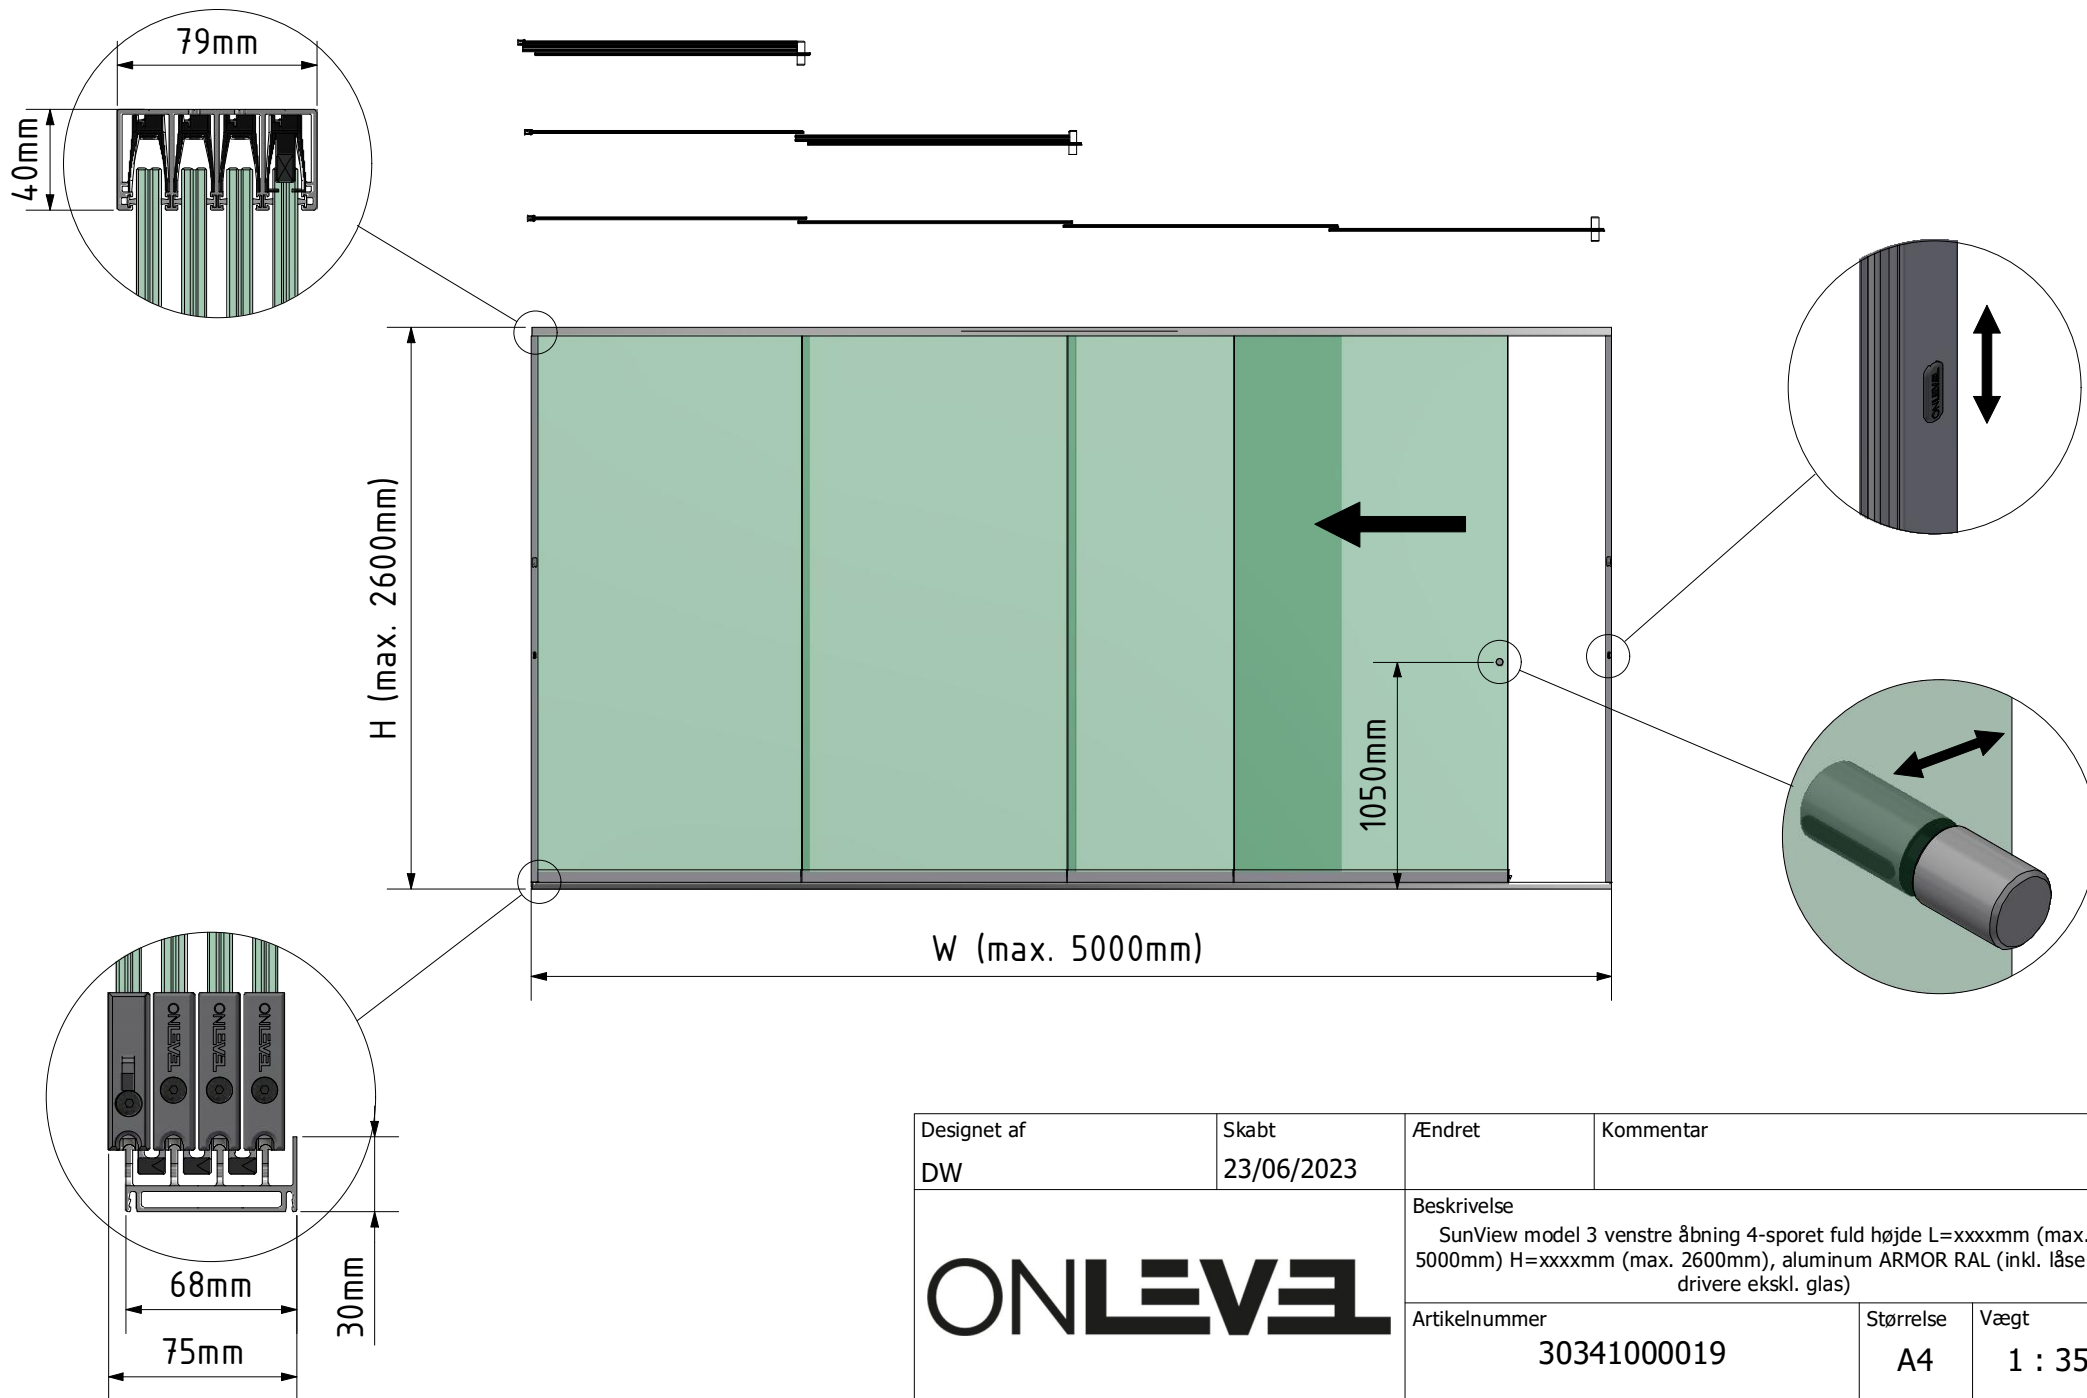 79mm
40mm
H (max. 2600mm)
1050mm
W (max. 5000mm)
ONLEVEL
ONLEVEL
ONLEVEL
ONLEVEL
68mm
75mm
30mm
Designet af
DW
Skabt
23/06/2023
Ændret
Kommentar
ONLEVEL
Beskrivelse
SunView model 3 venstre åbning 4-sporet fuld højde L=xxxxmm (max.
5000mm) H=xxxxmm (max. 2600mm), aluminum ARMOR RAL (inkl. låse
drivere ekskl. glas)
Artikelnummer
30341000019
Størrelse
A4
Vægt
1 : 35